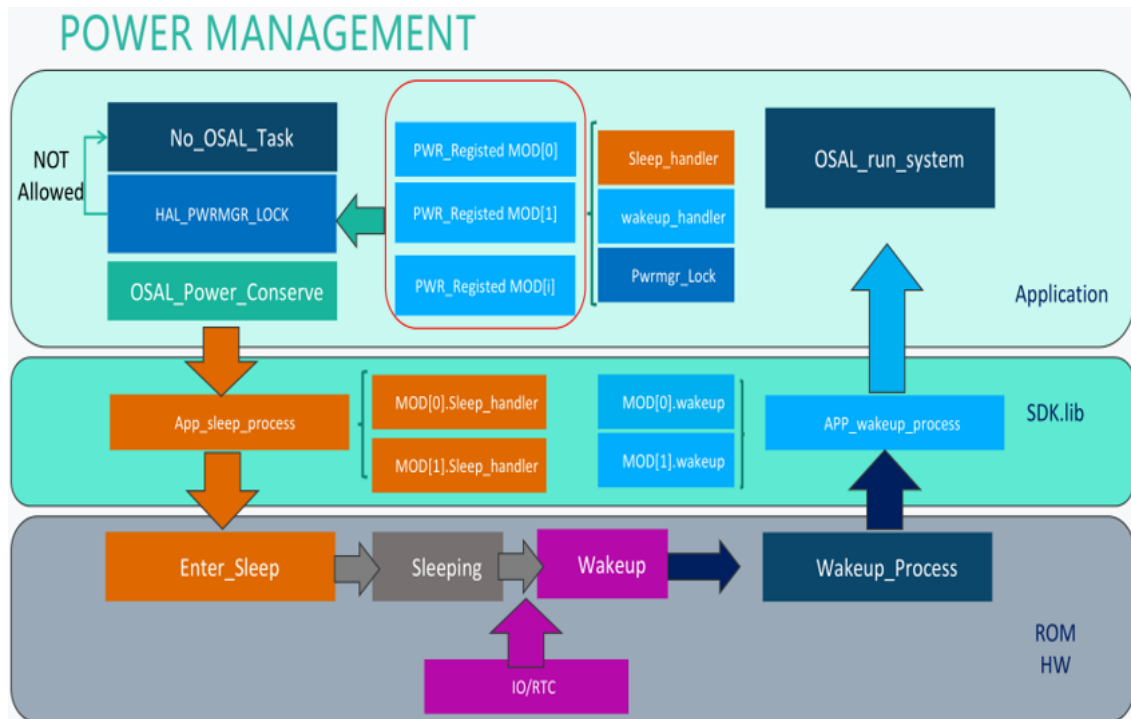 POWER MANAGEMENT
No_OSAL_Task
NOT
Allowed
HAL_PWRMGR_LOCK
OSAL_Power_Conserve
PWR_Registed MOD[0]
PWR_Registed MOD[1]
PWR_Registed MOD[i]
Sleep_handler
wakeup_handler
Pwrmgr_Lock
OSAL_run_system
Application
App_sleep_process
MOD[0].Sleep_handler
MOD[1].Sleep_handler
MOD[0].wakeup
MOD[1].wakeup
APP_wakeup_process
SDK.lib
Enter_Sleep
Sleeping
Wakeup
Wakeup_Process
IO/RTC
ROM
HW